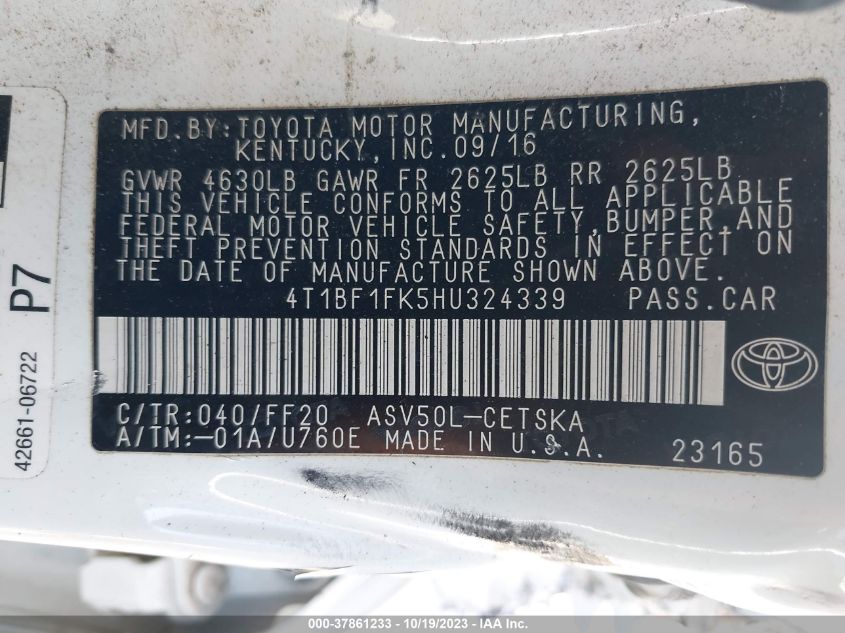 MFD.BY:TOYOTA MOTOR MANUFACTURING,
KENTUCKY,INC.09/16
GVWR 4630LB GAWR FR 2625LB RR 2625LB
THIS VEHICLE CONFORMS TO ALL APPLICABLE
FEDERAL MOTOR VEHICLE SAFETY,BUMPER,AND
THEFT PREVENTION STANDARDS IN EFFECT ON
THE DATE OF MANUFACTURE SHOWN ABOVE.
4T1BF1FK5HU324339 PASS.CAR
C/TR:040/FF20 ASV50L-CETSKA
A/TM:-01A/U760E MADE IN U.S.A.
23165
P7
42661-06722
000-37861233 - 10/19/2023 - IAA Inc.